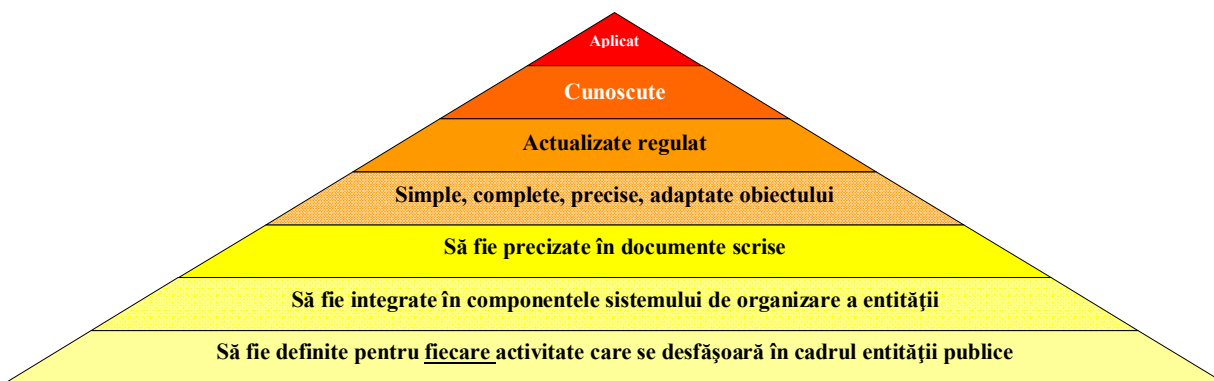 Aplicat
Cunoscute
Actualizate regulat
Simple, complete, precise, adaptate obiectului
Să fie precizate în documente scrise
Să fie integrate în componentele sistemului de organizare a entităţii
Să fie definite pentru fiecare activitate care se desfăşoară în cadrul entităţii publice